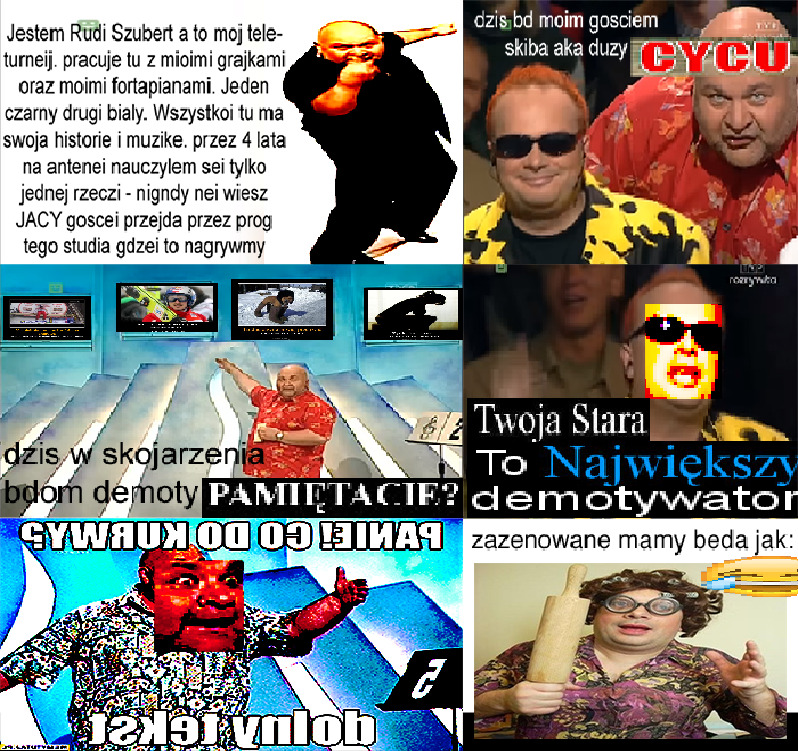 Jestem Rudi Szubert a to moj tele-
turneij. pracuje tu z mioimi grajkami
oraz moimi fortapianami. Jeden
czarny drugi bialy. Wszystkoi tu ma
swoja historie i muzike. przez 4 lata
na antenei nauczylem sei tylko
jednej rzeczi - nigndy nei wiesz
JACY goscei przejda przez prog
tego studia gdzei to nagrywmy
dzis bd moim gosciem
skiba aka duzy CYCU
dzis w skojarzenia
bdom demoty PAMIĘTACIE?
rozrywka
Twoja Stara
To Największy
demotywator
PANIE! CO DO KURWY?
5
dolny tekst
zazenowane mamy beda jak: